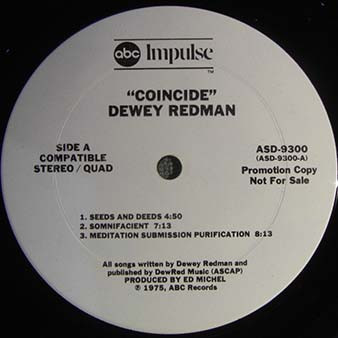 abc Impulse
TM
"COINCIDE"
DEWEY REDMAN
SIDE A
COMPATIBLE
STEREO / QUAD
ASD-9300
(ASD-9300-A)
Promotion Copy
Not For Sale
1. SEEDS AND DEEDS 4:50
2. SOMNIFACIENT 7:13
3. MEDITATION SUBMISSION PURIFICATION 8:13
All songs written by Dewey Redman and
published by DewRed Music (ASCAP)
PRODUCED BY ED MICHEL
℗ 1975, ABC Records